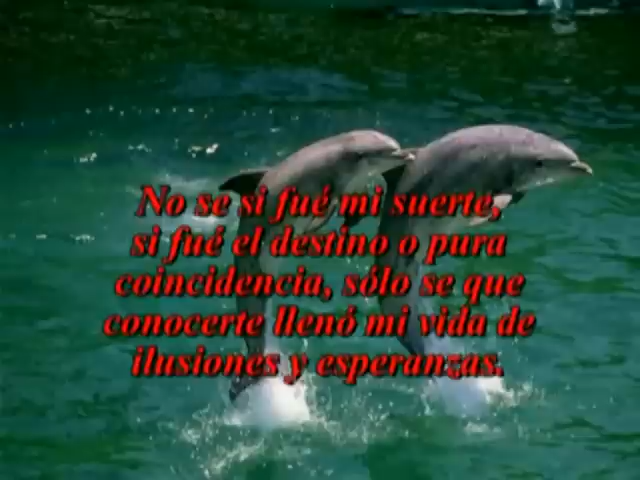 No se si fué mi suerte,
si fué el destino o pura
coincidencia, sólo se que
conocerte llenó mi vida de
ilusiones y esperanzas.